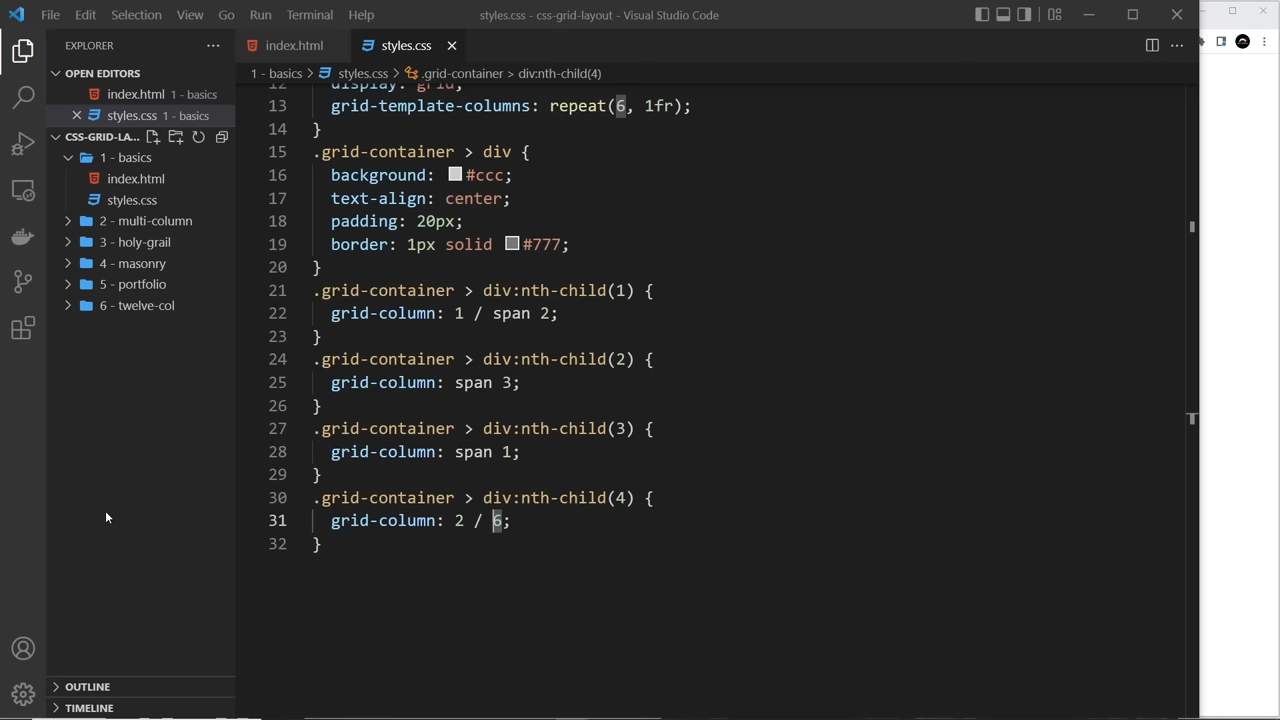 File Edit Selection View Go Run Terminal Help styles.css - css-grid-layout - Visual Studio Code
EXPLORER
OPEN EDITORS
index.html 1 - basics
styles.css 1 - basics
CSS-GRID-LA...
1 - basics
index.html
styles.css
2 - multi-column
3 - holy-grail
4 - masonry
5 - portfolio
6 - twelve-col
OUTLINE
TIMELINE
index.html styles.css
1 - basics > styles.css > .grid-container > div:nth-child(4)
12 display: grid;
13 grid-template-columns: repeat(6, 1fr);
14 }
15 .grid-container > div {
16 background: #ccc;
17 text-align: center;
18 padding: 20px;
19 border: 1px solid #777;
20 }
21 .grid-container > div:nth-child(1) {
22 grid-column: 1 / span 2;
23 }
24 .grid-container > div:nth-child(2) {
25 grid-column: span 3;
26 }
27 .grid-container > div:nth-child(3) {
28 grid-column: span 1;
29 }
30 .grid-container > div:nth-child(4) {
31 grid-column: 2 / 6;
32 }